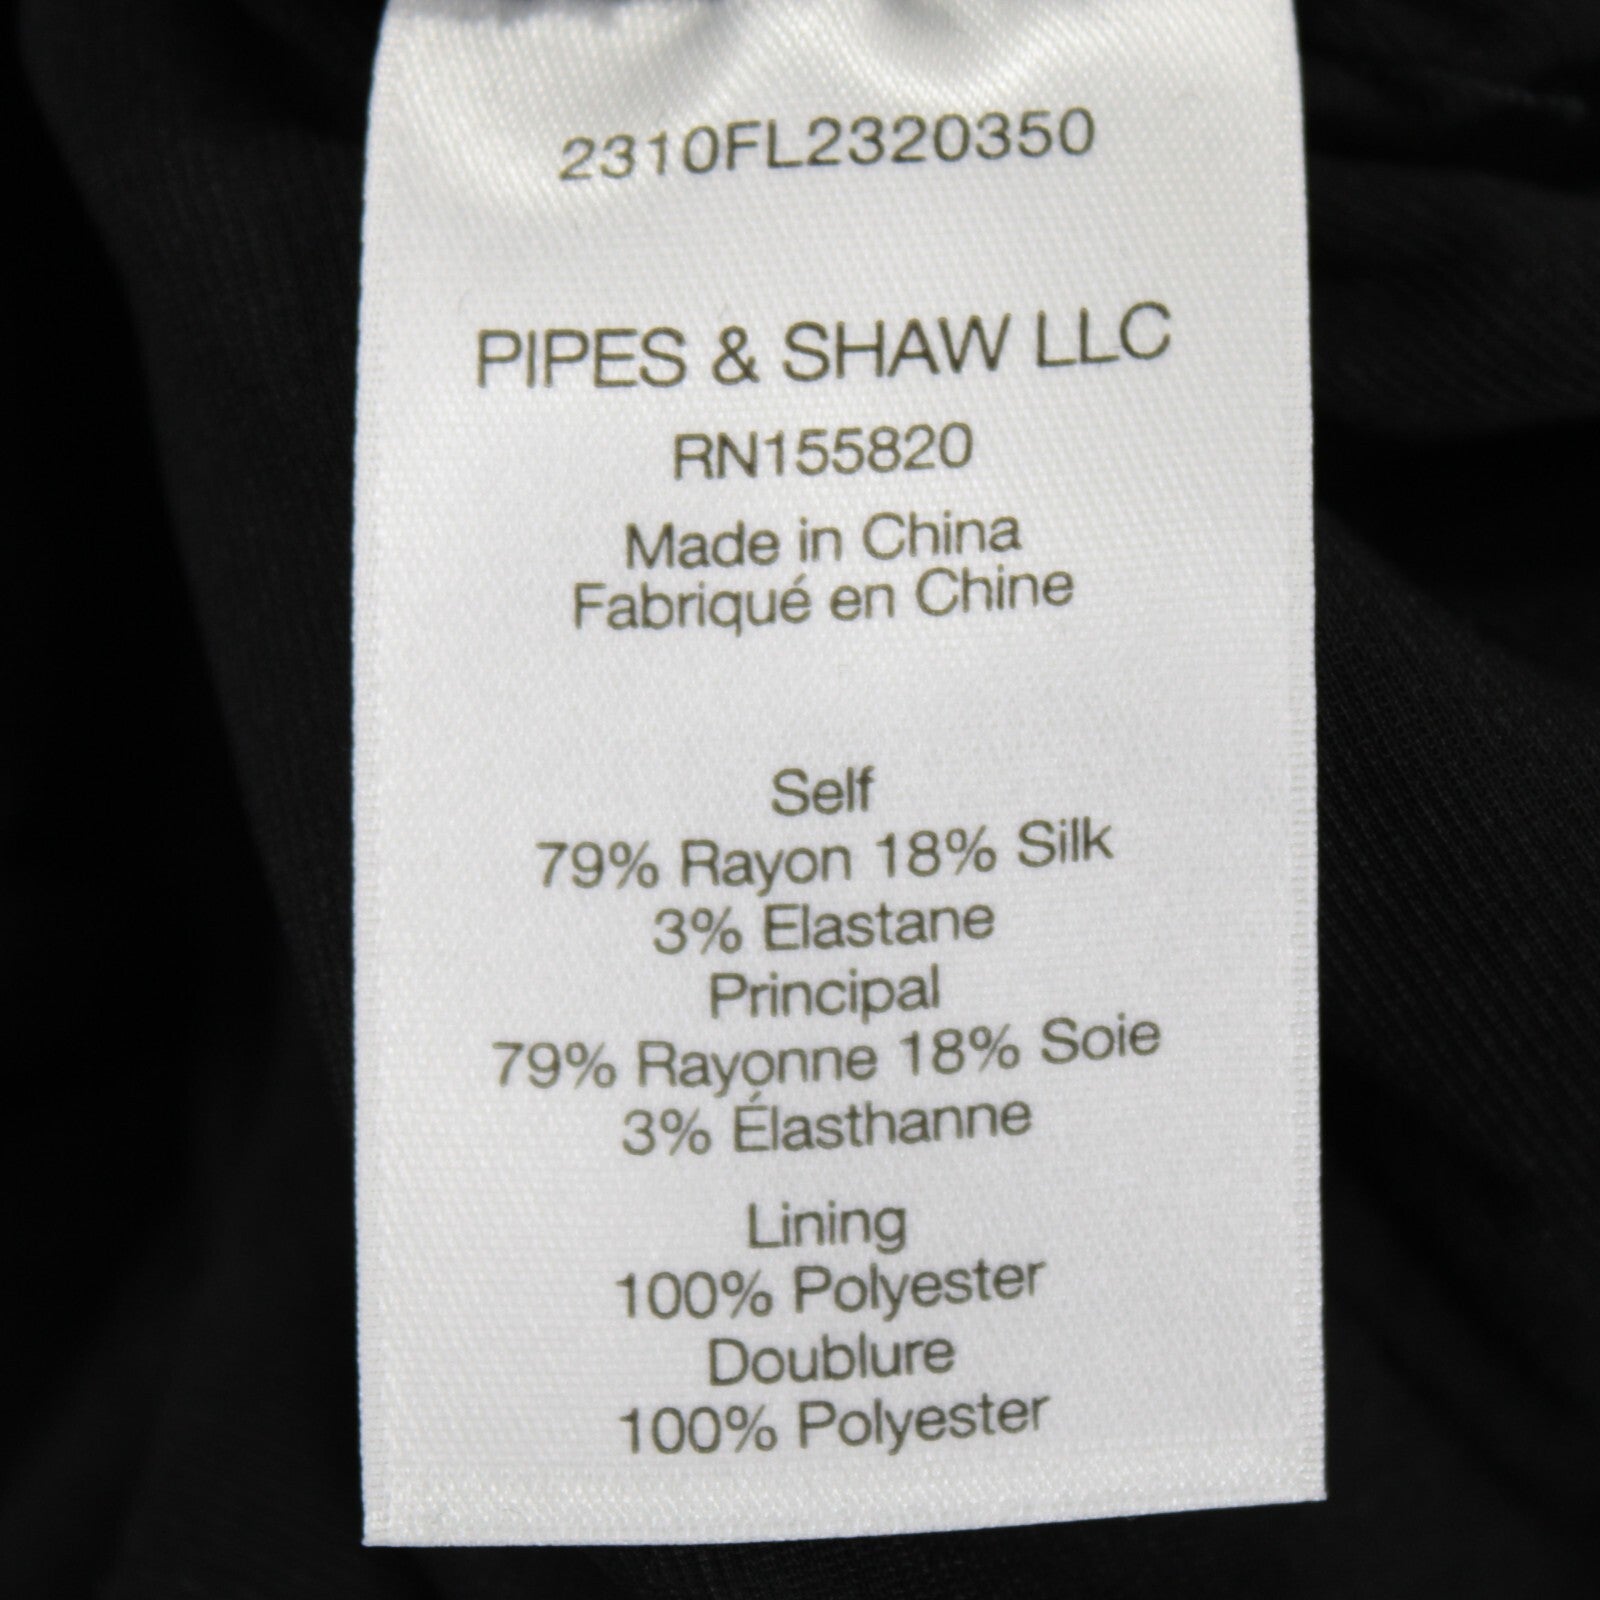 2310FL2320350
PIPES & SHAW LLC
RN155820
Made in China
Fabriqué en Chine
Self
79% Rayon 18% Silk
3% Elastane
Principal
79% Rayonne 18% Soie
3% Élasthanne
Lining
100% Polyester
Doublure
100% Polyester